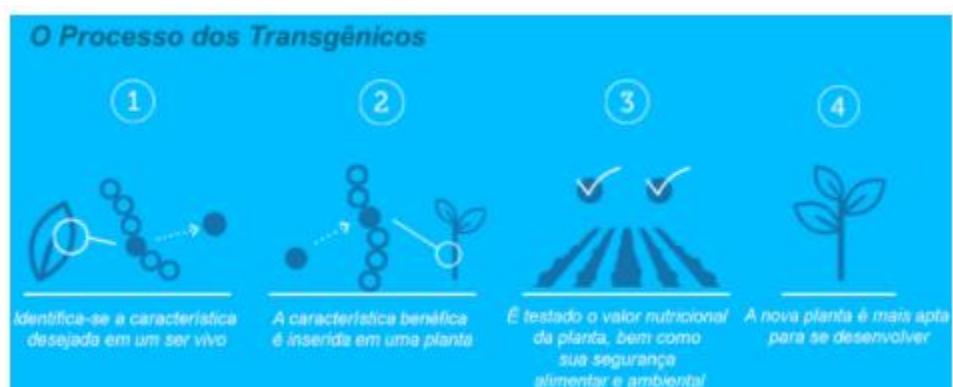 O Processo dos Transgênicos
1
2
3
4
Identifica-se a característica
desejada em um ser vivo
A característica benéfica
é inserida em uma planta
É testado o valor nutricional
da planta, bem como
sua segurança
alimentar e ambiental
A nova planta é mais apta
para se desenvolver